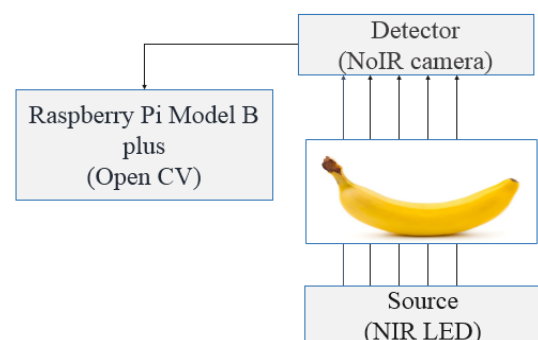 Detector
(NoIR camera)
Raspberry Pi Model B
plus
(Open CV)
Source
(NIR LED)